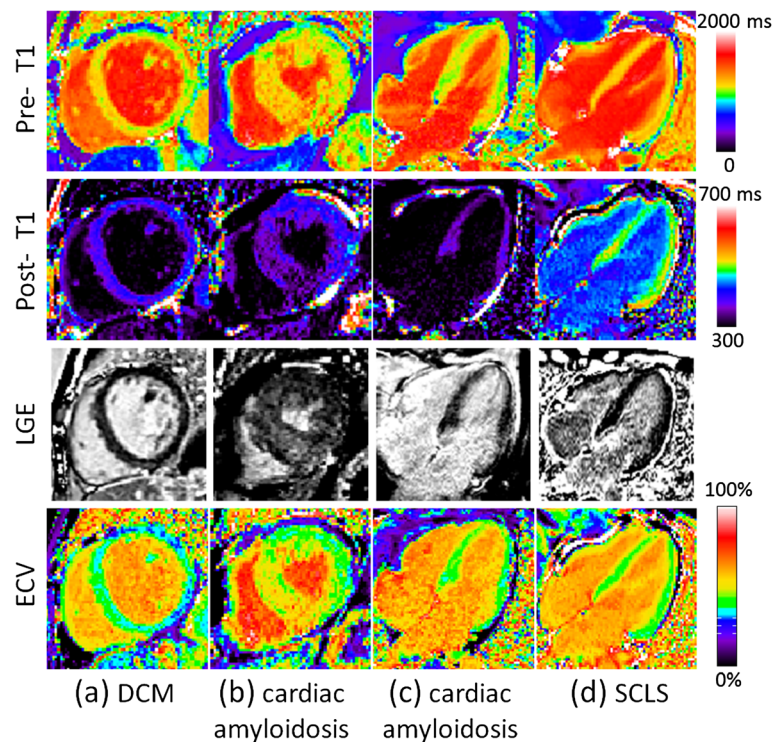 2000 ms
Pre- T1
0
700 ms
Post- T1
300
LGE
100%
ECV
0%
(a) DCM
(b) cardiac
amyloidosis
(c) cardiac
amyloidosis
(d) SCLS